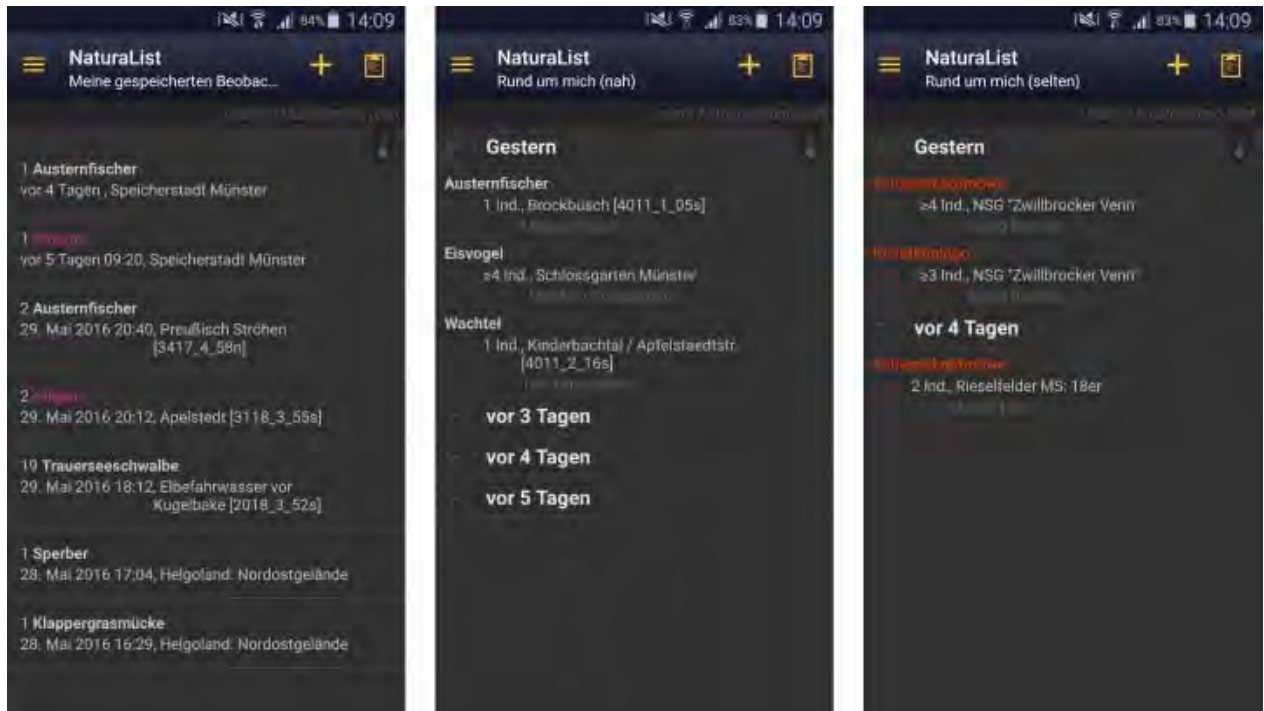 84% 14:09
NaturaList
Meine gespeicherten Beobac...
1 Austernfischer
vor 4 Tagen , Speicherstadt Münster
1
vor 5 Tagen 09:20, Speicherstadt Münster
2 Austernfischer
29. Mai 2016 20:40, Preußisch Ströhen
[3417_4_58n]
2
29. Mai 2016 20:12, Apelstedt [3118_3_55s]
19 Trauerseeschwalbe
29. Mai 2016 18:12, Elbefahrwasser vor
Kugelbake [2018_3_52s]
1 Sperber
28. Mai 2016 17:04, Helgoland: Nordostgelände
1 Klappergrasmücke
28. Mai 2016 16:29, Helgoland: Nordostgelände
83% 14:09
NaturaList
Rund um mich (nah)
Gestern
Austernfischer
1 Ind., Brockbusch [4011_1_05s]
Eisvogel
≥4 Ind., Schlossgarten Münster
Wachtel
1 Ind., Kinderbachtal / Apfelstaedtstr.
[4011_2_16s]
vor 3 Tagen
vor 4 Tagen
vor 5 Tagen
83% 14:09
NaturaList
Rund um mich (selten)
Gestern
≥4 Ind., NSG "Zwillbrocker Venn
≥3 Ind., NSG "Zwillbrocker Venn
vor 4 Tagen
2 Ind., Rieselfelder MS: 18er